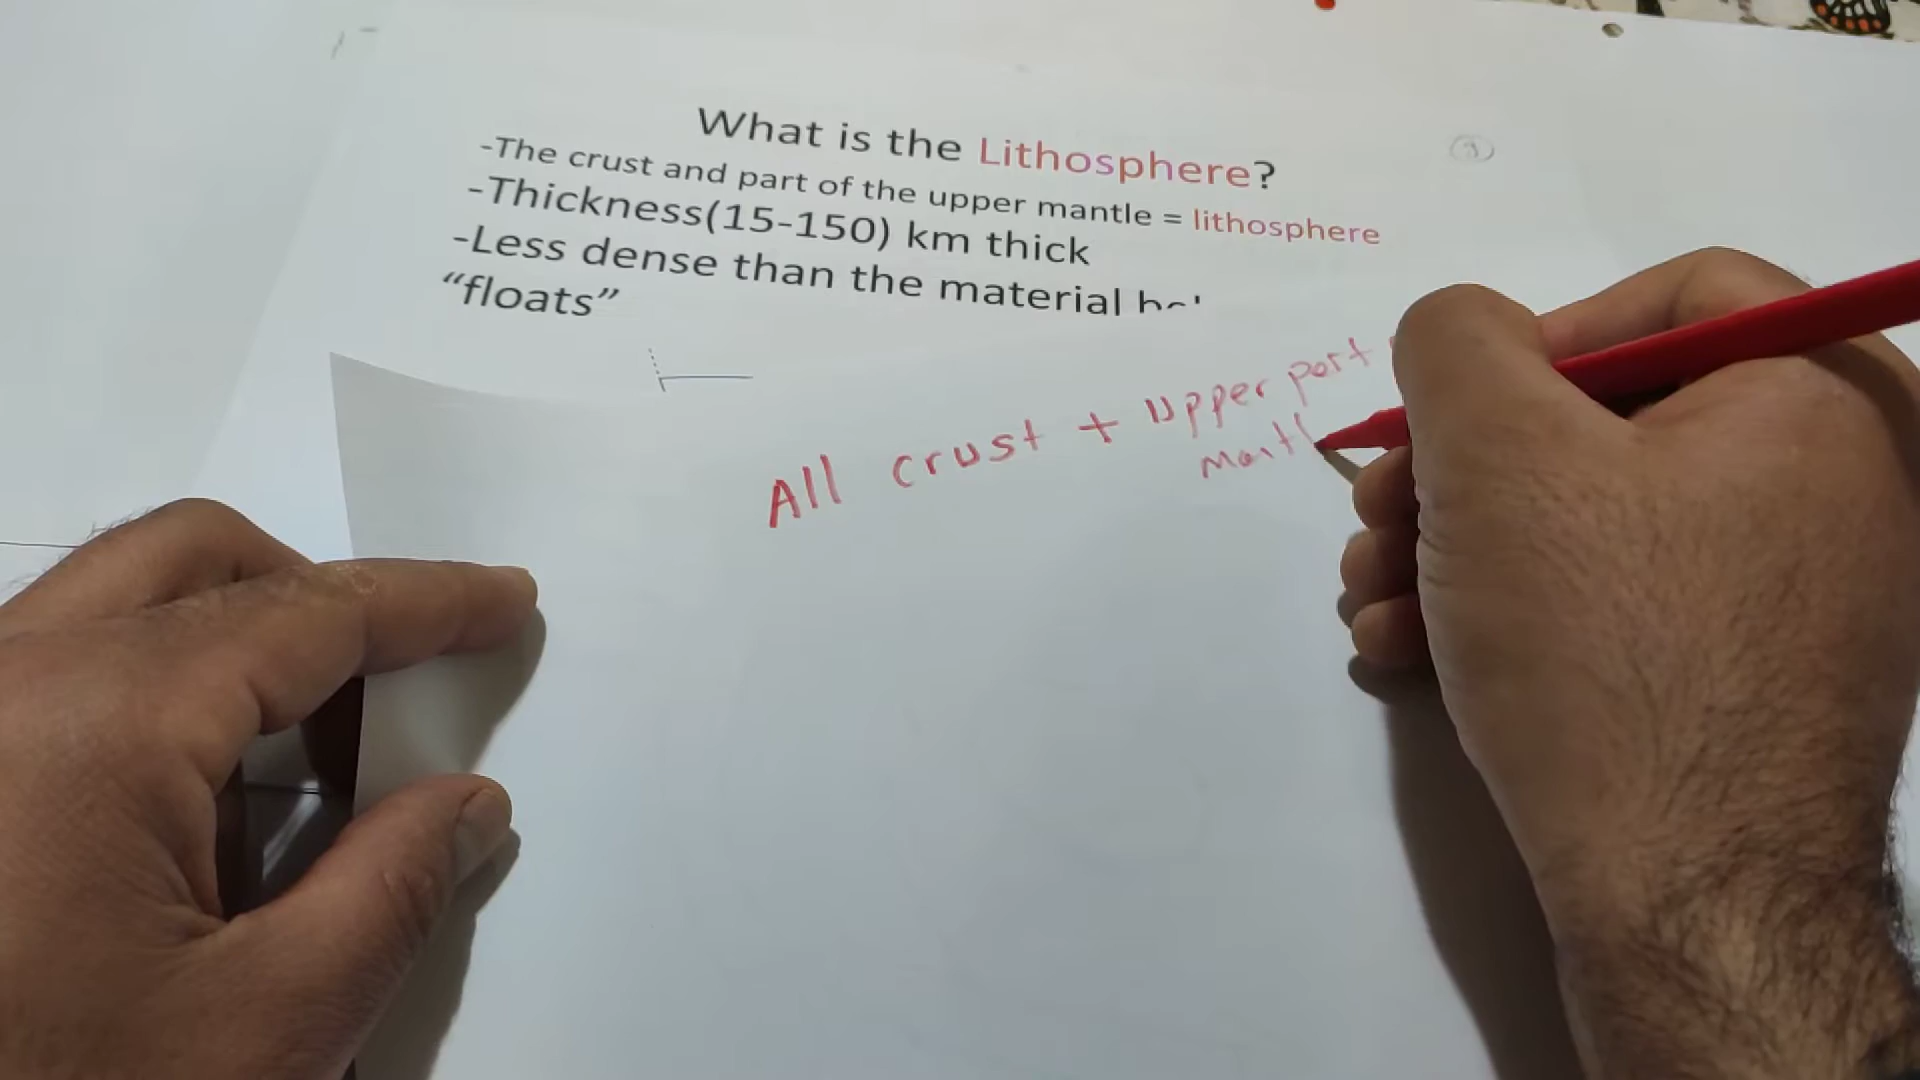 What is the Lithosphere?
-The crust and part of the upper mantle = lithosphere
-Thickness(15-150) km thick
-Less dense than the material
“floats”
All crust + Upper part